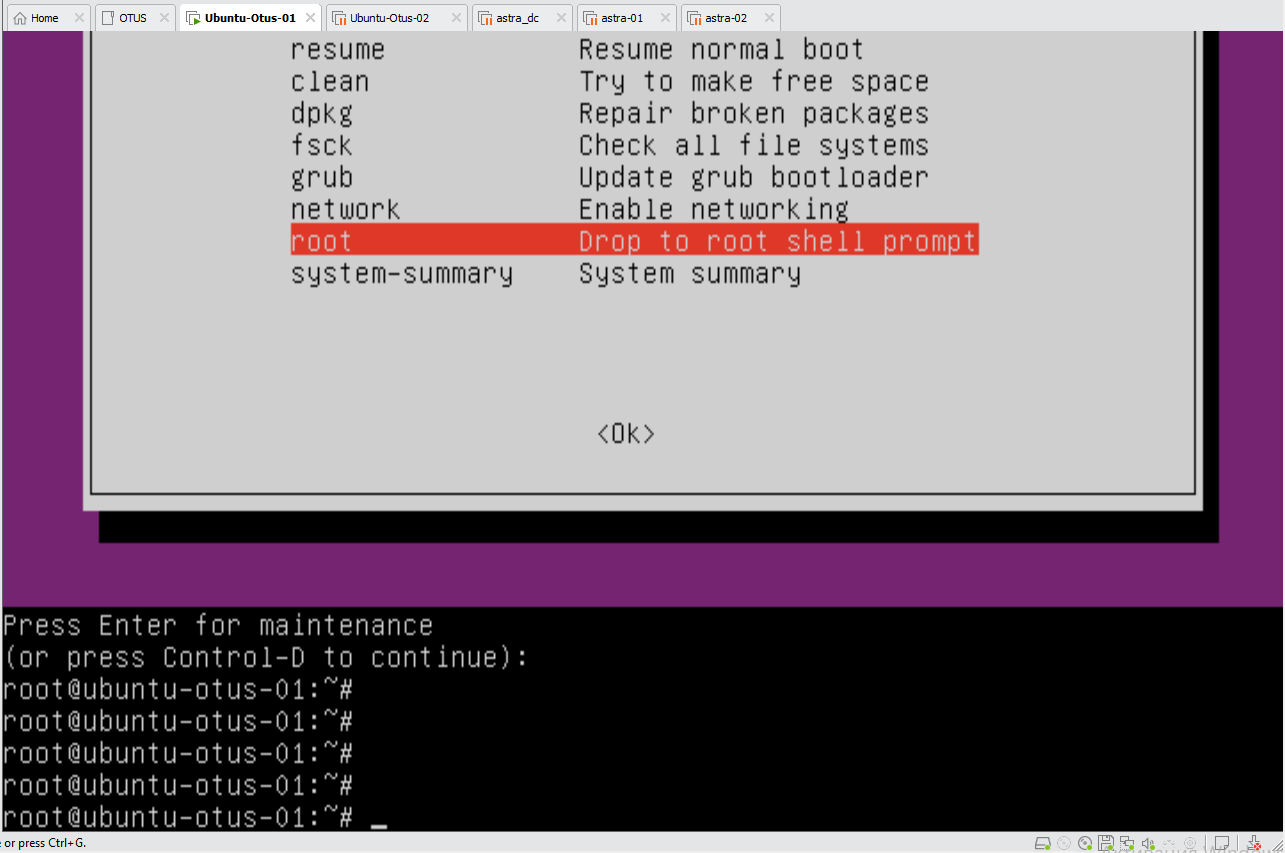 Home OTUS Ubuntu-Otus-01 Ubuntu-Otus-02 astra_dc astra-01 astra-02
resume Resume normal boot
clean Try to make free space
dpkg Repair broken packages
fsck Check all file systems
grub Update grub bootloader
network Enable networking
root Drop to root shell prompt
system-summary System summary
<Ok>
Press Enter for maintenance
(or press Control-D to continue):
root@ubuntu-otus-01:~#
root@ubuntu-otus-01:~#
root@ubuntu-otus-01:~#
root@ubuntu-otus-01:~#
root@ubuntu-otus-01:~# _
or press Ctrl+G.